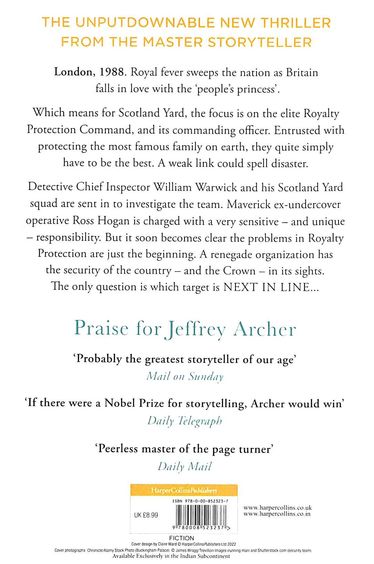 THE UNPUTDOWNABLE NEW THRILLER
FROM THE MASTER STORYTELLER
London, 1988. Royal fever sweeps the nation as Britain
falls in love with the ‘people’s princess’.
Which means for Scotland Yard, the focus is on the elite Royalty
Protection Command, and its commanding officer. Entrusted with
protecting the most famous family on earth, they quite simply
have to be the best. A weak link could spell disaster.
Detective Chief Inspector William Warwick and his Scotland Yard
squad are sent in to investigate the team. Maverick ex-undercover
operative Ross Hogan is charged with a very sensitive – and unique
– responsibility. But it soon becomes clear the problems in Royalty
Protection are just the beginning. A renegade organization has
the security of the country – and the Crown – in its sights.
The only question is which target is NEXT IN LINE...
Praise for Jeffrey Archer
‘Probably the greatest storyteller of our age’
Mail on Sunday
‘If there were a Nobel Prize for storytelling, Archer would win’
Daily Telegraph
‘Peerless master of the page turner’
Daily Mail
HarperCollinsPublishers
ISBN 978-0-00-852323-7
UK £8.99
9 780008 523237
www.harpercollins.co.uk
www.harpercollins.co.in
FICTION
Cover design by Claire Ward © HarperCollinsPublishers Ltd 2022
Cover photographs: Chronicle/Alamy Stock Photo (Buckingham Palace), © James Wragg/Trevillion Images (running man) and Shutterstock.com (security team).
Available Exclusively in the Indian Subcontinent